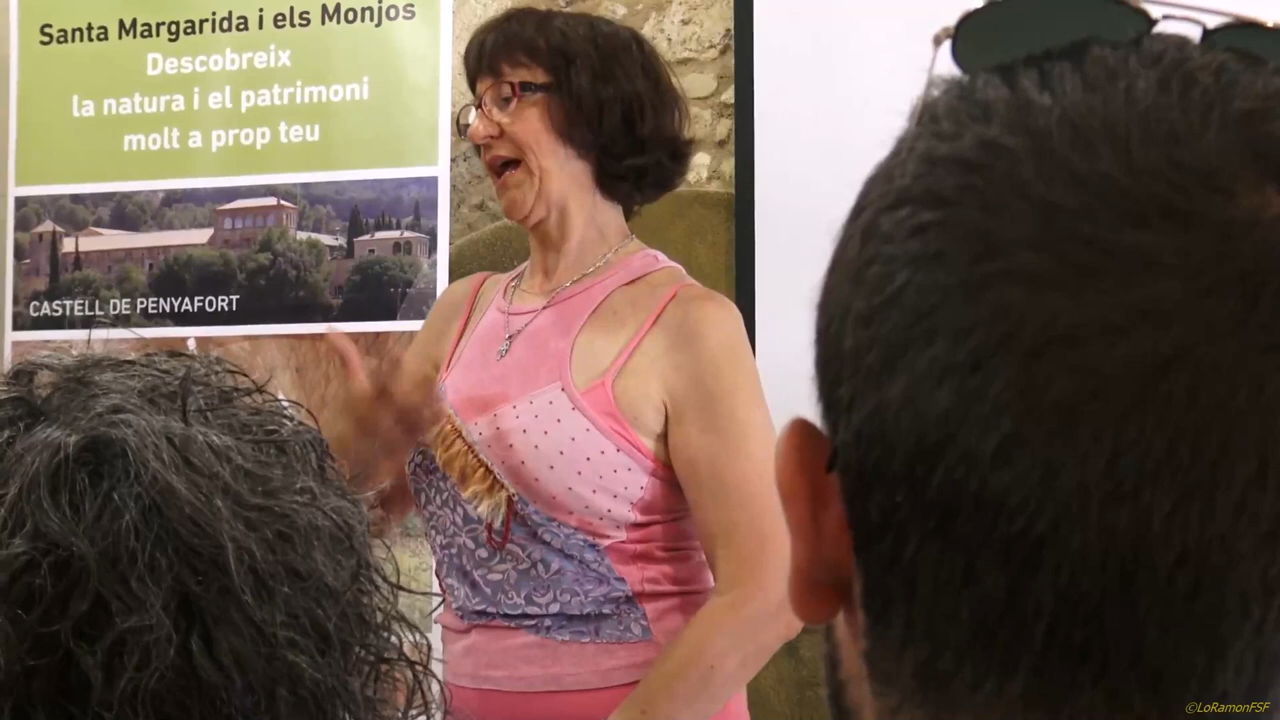 Santa Margarida i els Monjos
Descobreix
la natura i el patrimoni
molt a prop teu
CASTELL DE PENYAFORT
©LoRamonFSF